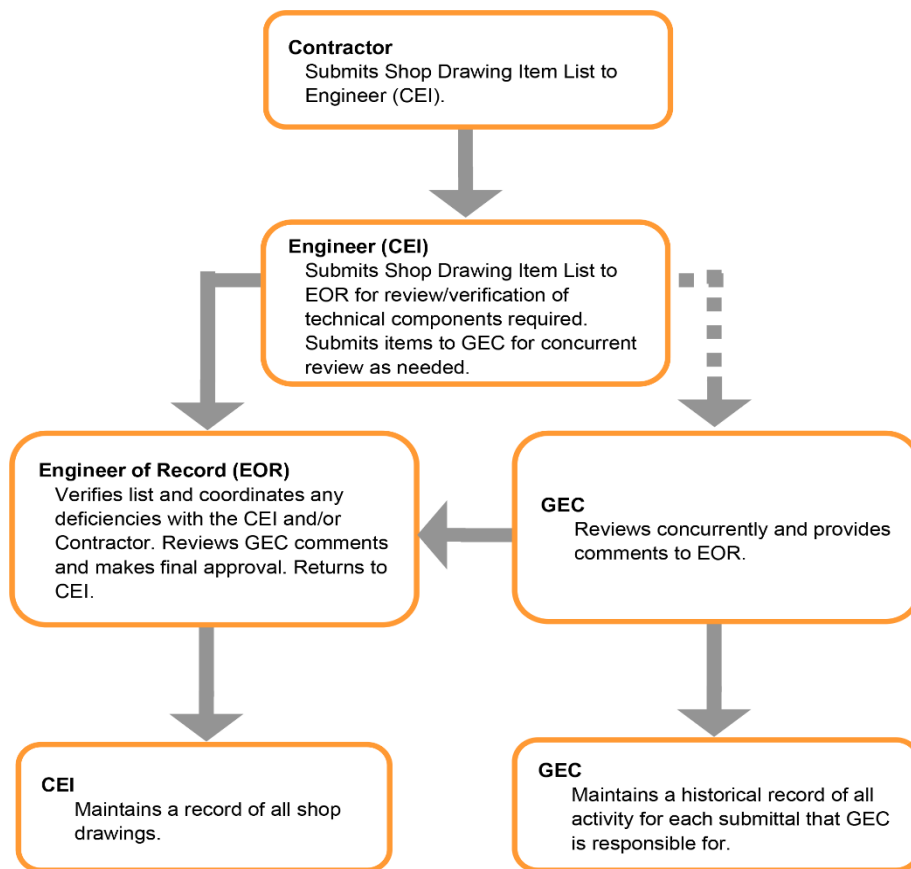 Contractor
Submits Shop Drawing Item List to
Engineer (CEI).
Engineer (CEI)
Submits Shop Drawing Item List to
EOR for review/verification of
technical components required.
Submits items to GEC for concurrent
review as needed.
Engineer of Record (EOR)
Verifies list and coordinates any
deficiencies with the CEI and/or
Contractor. Reviews GEC comments
and makes final approval. Returns to
CEI.
GEC
Reviews concurrently and provides
comments to EOR.
CEI
Maintains a record of all shop
drawings.
GEC
Maintains a historical record of all
activity for each submittal that GEC
is responsible for.